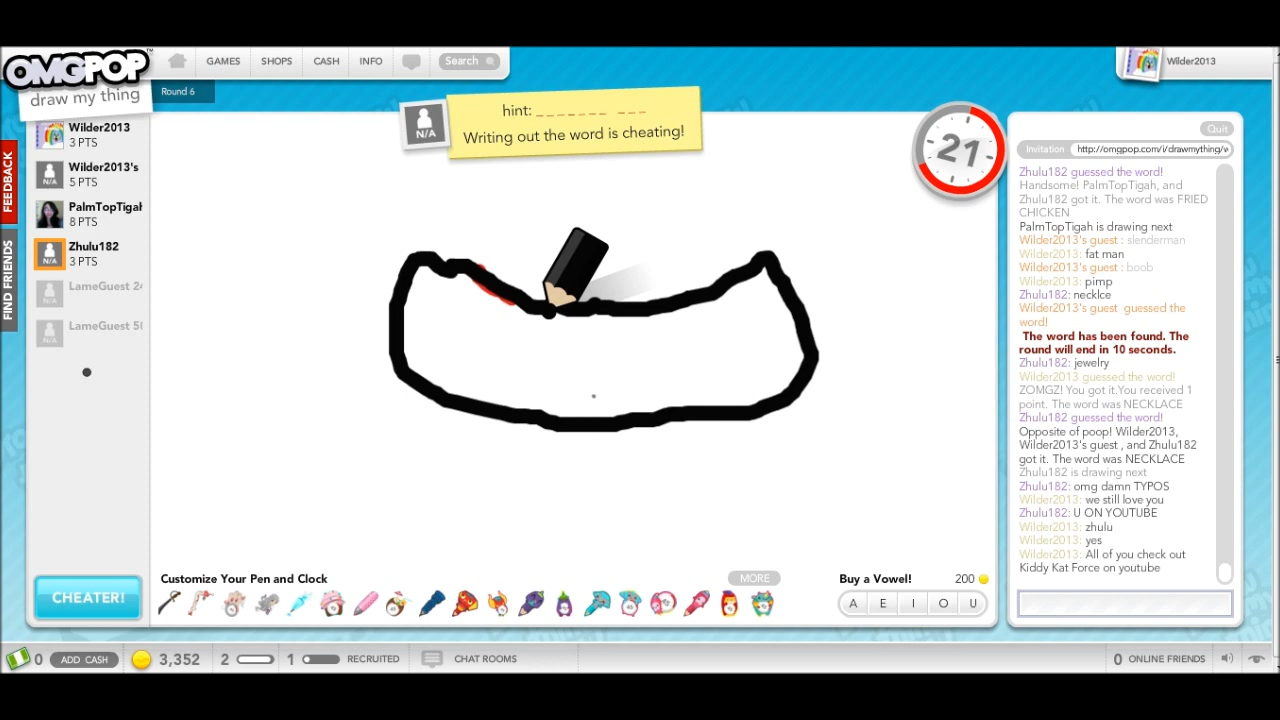 OMGPOP
draw my thing
GAMES
SHOPS
CASH
INFO
Search
Wilder2013
Round 6
hint: _ _ _ _ _ _ _ _ _ _
Writing out the word is cheating!
N/A
21
FEEDBACK
FIND FRIENDS
Wilder2013
3 PTS
Wilder2013's
5 PTS
N/A
PalmTopTigah
8 PTS
Zhulu182
3 PTS
N/A
LameGuest 24
N/A
LameGuest 58
N/A
CHEATER!
Quit
Invitation http://omgpop.com/i/drawmything/v
Zhulu182 guessed the word!
Handsome! PalmTopTigah, and
Zhulu182 got it. The word was FRIED
CHICKEN
PalmTopTigah is drawing next
Wilder2013's guest : slenderman
Wilder2013: fat man
Wilder2013's guest : boob
Wilder2013: pimp
Zhulu182: necklce
Wilder2013's guest guessed the
word!
The word has been found. The
round will end in 10 seconds.
Zhulu182: jewelry
Wilder2013 guessed the word!
ZOMGZ! You got it.You received 1
point. The word was NECKLACE
Zhulu182 guessed the word!
Opposite of poop! Wilder2013,
Wilder2013's guest , and Zhulu182
got it. The word was NECKLACE
Zhulu182 is drawing next
Zhulu182: omg damn TYPOS
Wilder2013: we still love you
Zhulu182: U ON YOUTUBE
Wilder2013: zhulu
Wilder2013: yes
Wilder2013: All of you check out
Kiddy Kat Force on youtube
Customize Your Pen and Clock
MORE
Buy a Vowel! 200
A E I O U
0 ADD CASH 3,352 2 1 RECRUITED CHAT ROOMS 0 ONLINE FRIENDS